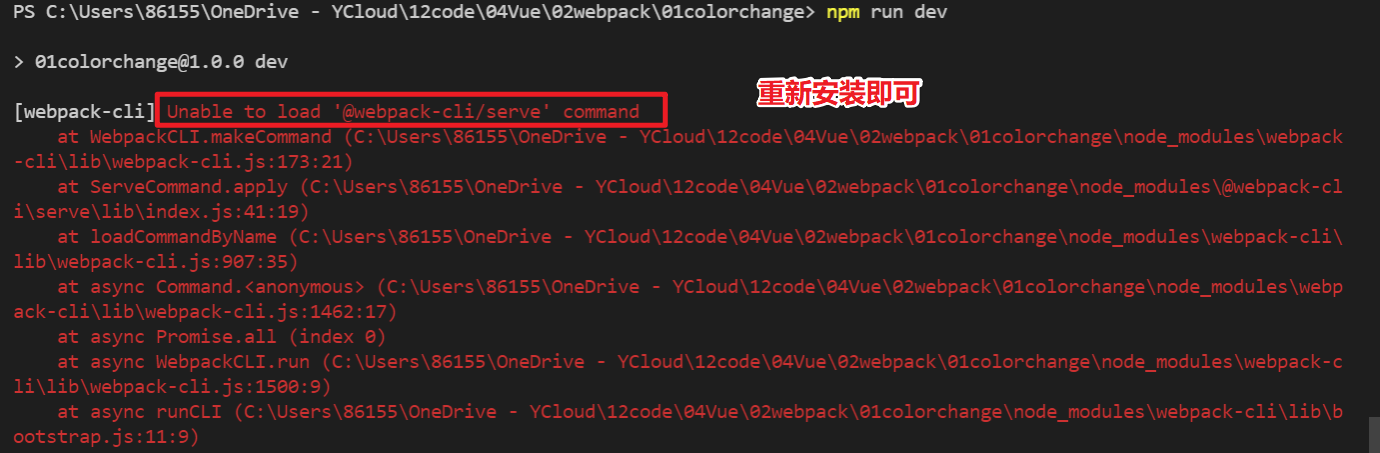 PS C:\Users\86155\OneDrive - YCloud\12code\04Vue\02webpack\01colorchange> npm run dev
> 01colorchange@1.0.0 dev
重新安装即可
[webpack-cli] Unable to load '@webpack-cli/serve' command
at WebpackCLI.makeCommand (C:\Users\86155\OneDrive - YCloud\12code\04Vue\02webpack\01colorchange\node_modules\webpack
-cli\lib\webpack-cli.js:173:21)
at ServeCommand.apply (C:\Users\86155\OneDrive - YCloud\12code\04Vue\02webpack\01colorchange\node_modules\@webpack-cl
i\serve\lib\index.js:41:19)
at loadCommandByName (C:\Users\86155\OneDrive - YCloud\12code\04Vue\02webpack\01colorchange\node_modules\webpack-cli\
lib\webpack-cli.js:907:35)
at async Command.<anonymous> (C:\Users\86155\OneDrive - YCloud\12code\04Vue\02webpack\01colorchange\node_modules\webp
ack-cli\lib\webpack-cli.js:1462:17)
at async Promise.all (index 0)
at async WebpackCLI.run (C:\Users\86155\OneDrive - YCloud\12code\04Vue\02webpack\01colorchange\node_modules\webpack-c
li\lib\webpack-cli.js:1500:9)
at async runCLI (C:\Users\86155\OneDrive - YCloud\12code\04Vue\02webpack\01colorchange\node_modules\webpack-cli\lib\b
ootstrap.js:11:9)